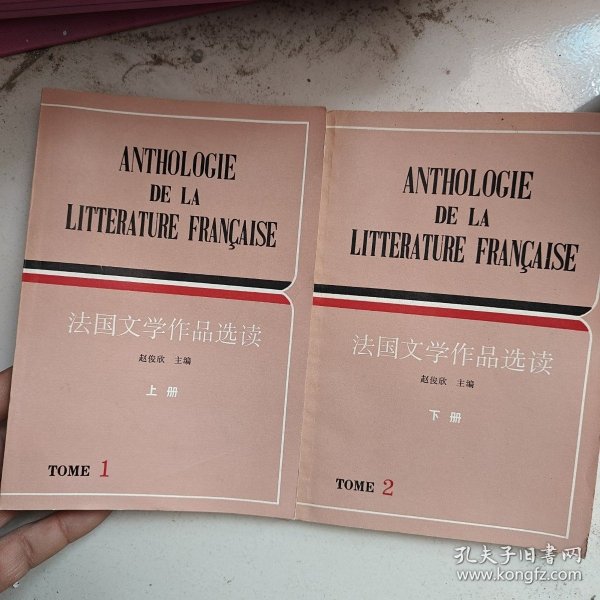 ANTHOLOGIE
DE LA
LITTERATURE FRANÇAISE
法国文学作品选读
赵俊欣 主编
上册
TOME 1
ANTHOLOGIE
DE LA
LITTERATURE FRANÇAISE
法国文学作品选读
赵俊欣 主编
下册
TOME 2
孔夫子旧书网
www.kongfz.com